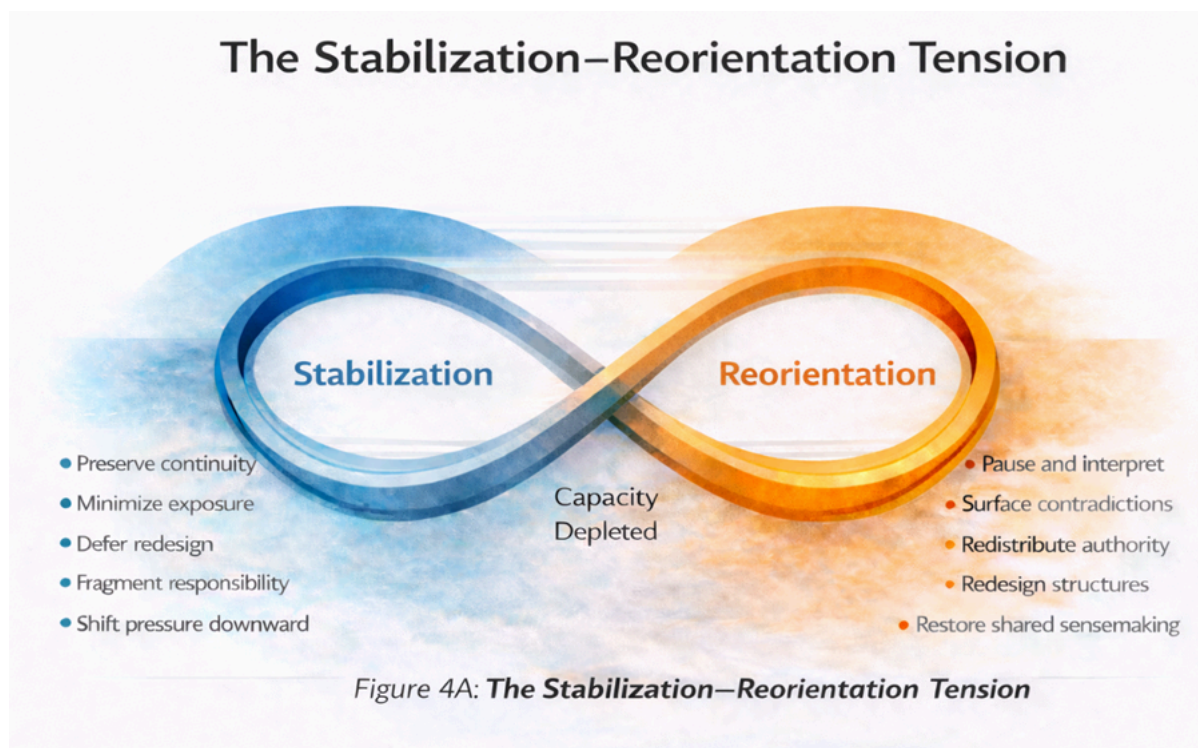 The Stabilization–Reorientation Tension
Stabilization
Reorientation
• Preserve continuity
• Minimize exposure
• Defer redesign
• Fragment responsibility
• Shift pressure downward
Capacity
Depleted
• Pause and interpret
• Surface contradictions
• Redistribute authority
• Redesign structures
• Restore shared sensemaking
Figure 4A: The Stabilization—Reorientation Tension